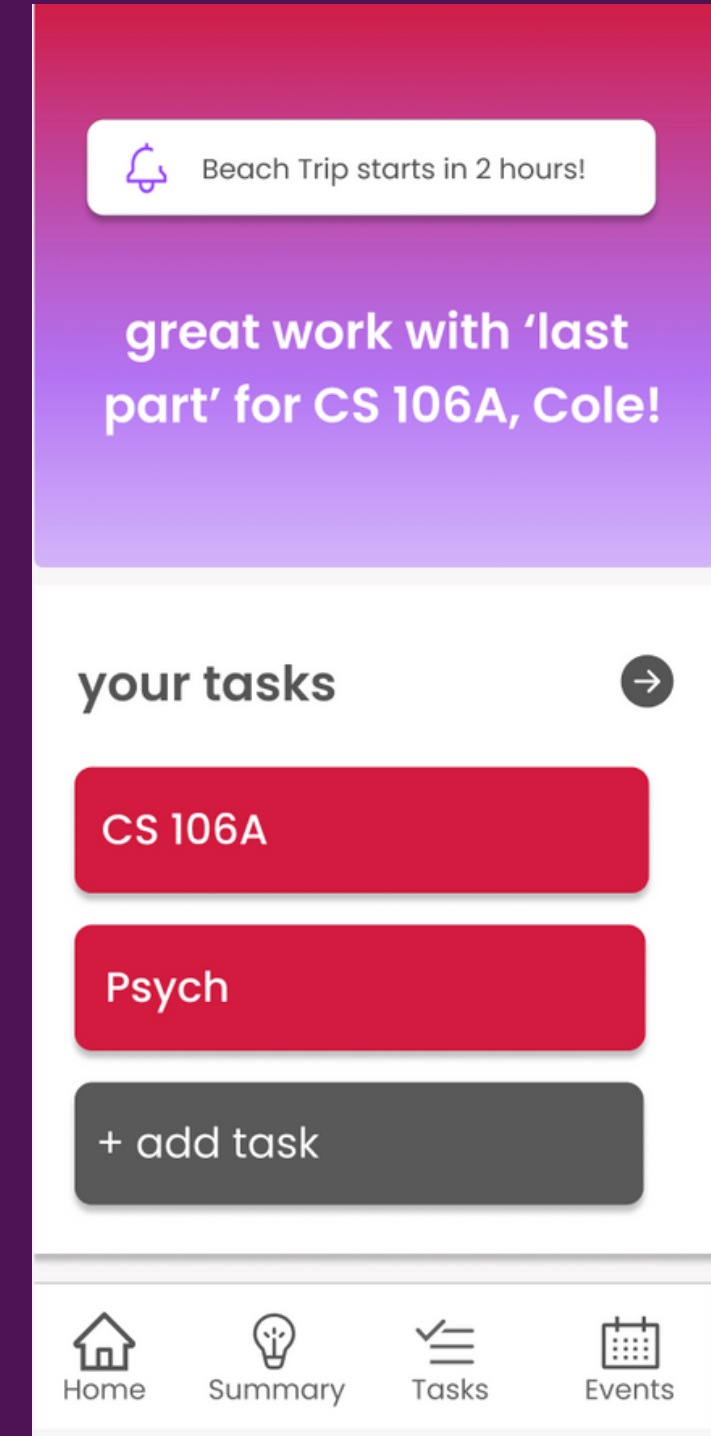 Beach Trip starts in 2 hours!
great work with ‘last
part’ for CS 106A, Cole!
your tasks
CS 106A
Psych
+ add task
Home Summary Tasks Events